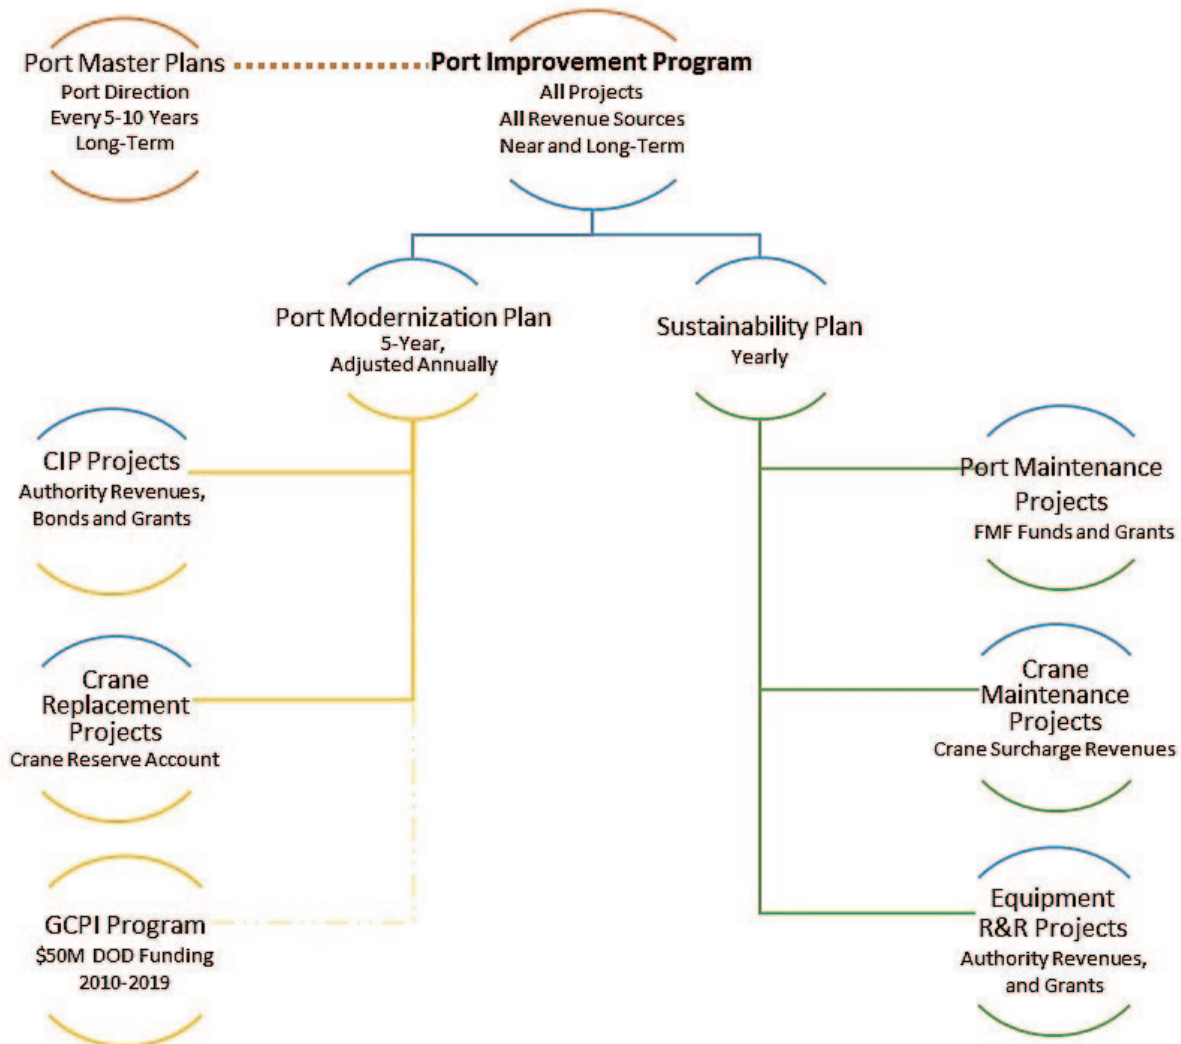 Port Master Plans
Port Direction
Every 5-10 Years
Long-Term
Port Improvement Program
All Projects
All Revenue Sources
Near and Long-Term
Port Modernization Plan
5-Year,
Adjusted Annually
Sustainability Plan
Yearly
CIP Projects
Authority Revenues,
Bonds and Grants
Crane
Replacement
Projects
Crane Reserve Account
GCPI Program
$50M DOD Funding
2010-2019
Port Maintenance
Projects
FMF Funds and Grants
Crane
Maintenance
Projects
Crane Surcharge Revenues
Equipment
R&R Projects
Authority Revenues,
and Grants